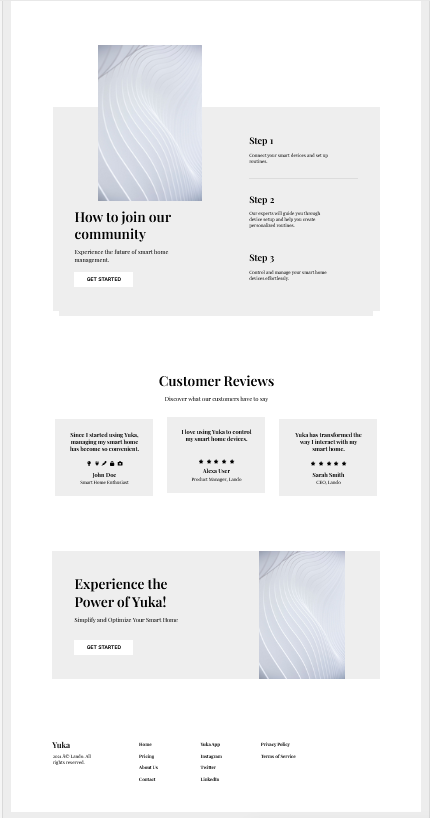 How to join our
community
Experience the future of smart home
management.
GET STARTED
Step 1
Connect your smart devices and set up
routines.
Step 2
Our experts will guide you through
device setup and help you create
personalized routines.
Step 3
Control and manage your smart home
devices effortlessly.
Customer Reviews
Discover what our customers have to say
Since I started using Yuka,
managing my smart home
has become so convenient.
John Doe
Smart Home Enthusiast
I love using Yuka to control
my smart home devices.
Alexa User
Product Manager, Lando
Yuka has transformed the
way I interact with my
smart home.
Sarah Smith
CEO, Lando
Experience the
Power of Yuka!
Simplify and Optimize Your Smart Home
GET STARTED
Yuka
Lando. All
rights reserved.
Home
Pricing
About Us
Contact
Yuka App
Instagram
Twitter
LinkedIn
Privacy Policy
Terms of Service